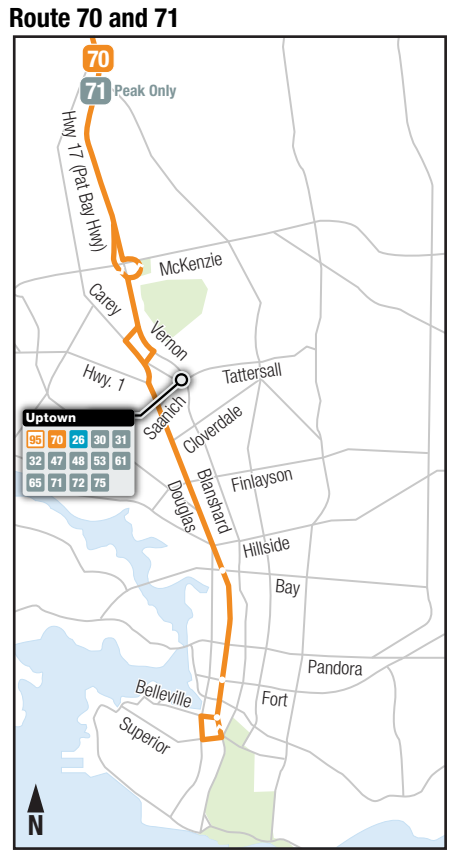 Route 70 and 71
70
71 Peak Only
Hwy 17 (Pat Bay Hwy)
McKenzie
Carey
Vernon
Hwy. 1
Tattersall
Saanich
Cloverdale
Uptown
95 70 26 30 31
32 47 48 53 61
65 71 72 75
Blanshard
Finlayson
Douglas
Hillside
Bay
Pandora
Belleville
Fort
Superior
N